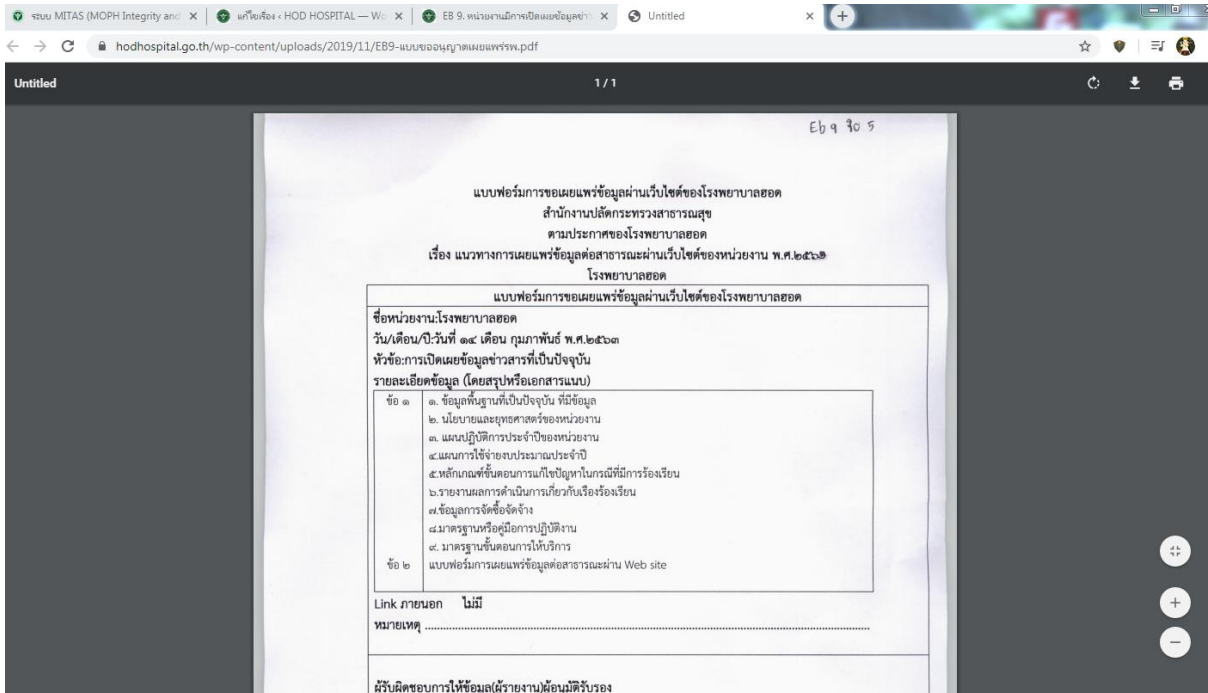 ระบบ MITAS (MOPH Integrity and
แก้ไขเรื่อง ‹ HOD HOSPITAL — Wo
EB 9. หน่วยงานมีการเปิดเผยข้อมูลข่าว
Untitled
hodhospital.go.th/wp-content/uploads/2019/11/EB9-แบบขออนุญาตเผยแพร่รพ.pdf
Untitled
1 / 1
Eb 9 ข้อ 5
แบบฟอร์มการขอเผยแพร่ข้อมูลผ่านเว็บไซต์ของโรงพยาบาลฮอด
สำนักงานปลัดกระทรวงสาธารณสุข
ตามประกาศของโรงพยาบาลฮอด
เรื่อง แนวทางการเผยแพร่ข้อมูลต่อสาธารณะผ่านเว็บไซต์ของหน่วยงาน พ.ศ.
โรงพยาบาลฮอด
แบบฟอร์มการขอเผยแพร่ข้อมูลผ่านเว็บไซต์ของโรงพยาบาลฮอด
ชื่อหน่วยงาน:โรงพยาบาลฮอด
วัน/เดือน/ปี:วันที่ ๑๔ เดือน กุมภาพันธ์ พ.ศ.๒๕๖๓
หัวข้อ:การเปิดเผยข้อมูลข่าวสารที่เป็นปัจจุบัน
รายละเอียดข้อมูล (โดยสรุปหรือเอกสารแนบ)
ข้อ ๑ ๑. ข้อมูลพื้นฐานที่เป็นปัจจุบัน ที่มีข้อมูล
๒. นโยบายและยุทธศาสตร์ของหน่วยงาน
๓. แผนปฏิบัติการประจำปีของหน่วยงาน
๔.แผนการใช้จ่ายงบประมาณประจำปี
๕.หลักเกณฑ์ขั้นตอนการแก้ไขปัญหาในกรณีที่มีการร้องเรียน
๖.รายงานผลการดำเนินการเกี่ยวกับเรื่องร้องเรียน
๗.ข้อมูลการจัดซื้อจัดจ้าง
๘.มาตรฐานหรือคู่มือการปฏิบัติงาน
๙. มาตรฐานขั้นตอนการให้บริการ
ข้อ ๒ แบบฟอร์มการเผยแพร่ข้อมูลต่อสาธารณะผ่าน Web site
Link ภายนอก ไม่มี
หมายเหตุ ........................................................................
ผู้รับผิดชอบการให้ข้อมูล(ผู้รายงาน)ผู้อนุมัติรับรอง